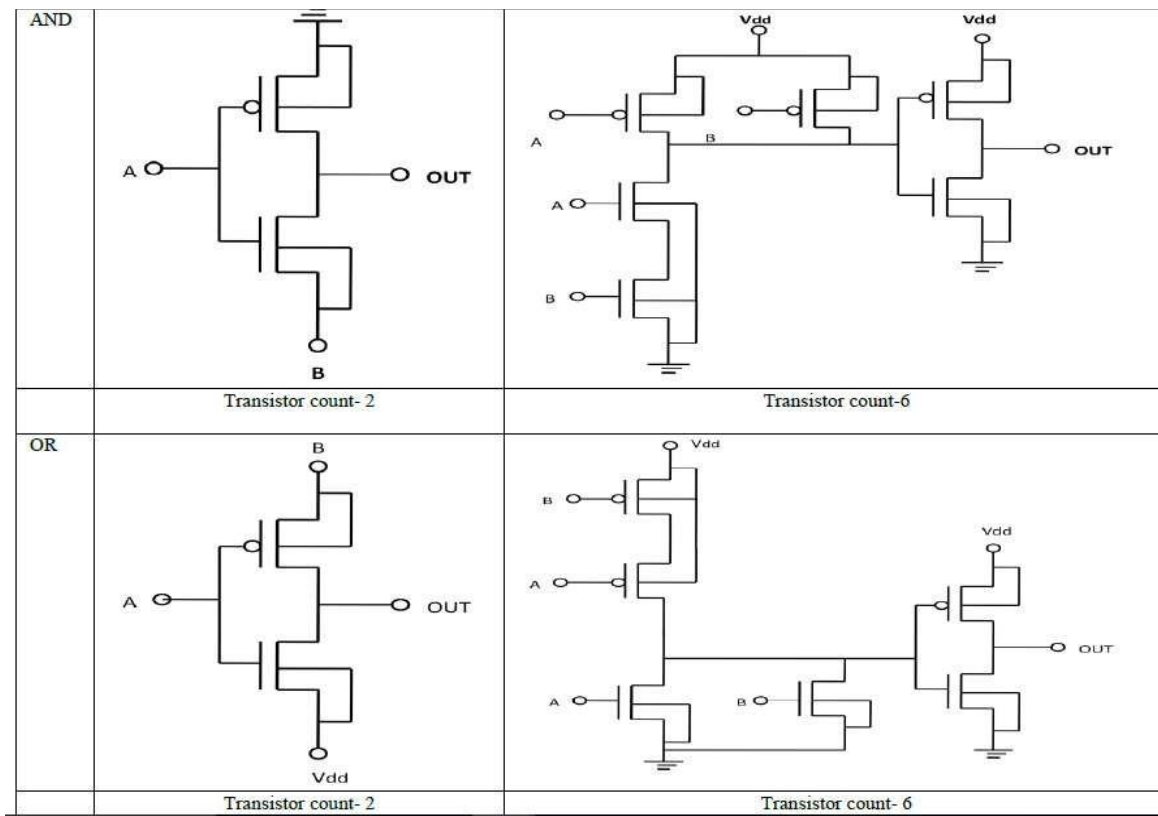 AND
A
OUT
B
Vdd
Vdd
A
B
A
B
OUT
Transistor count- 2
Transistor count-6
OR
B
A
OUT
Vdd
Vdd
B
A
A
B
Vdd
OUT
Transistor count- 2
Transistor count- 6